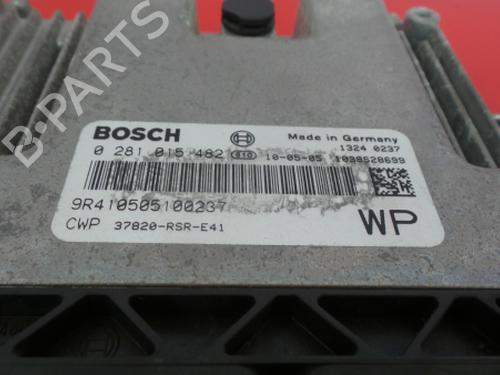 B-PARTS
BOSCH
Made in Germany
0 281 015 482 010 10-05-05 1324 0237
1039S28699
9R410505100237
CWP 37820-RSR-E41
WP